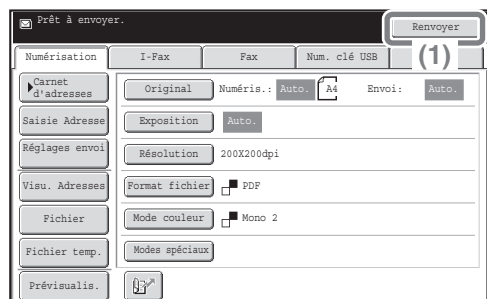 Prêt à envoyer.
Renvoyer
(1)
Numérisation I-Fax Fax Num. clé USB
Carnet
d'adresses
Original Numéris.: Auto. A4 Envoi: Auto.
Saisie Adresse
Exposition Auto.
Réglages envoi
Résolution 200X200dpi
Visu. Adresses
Format fichier PDF
Fichier
Mode couleur Mono 2
Fichier temp.
Modes spéciaux
Prévisualis.